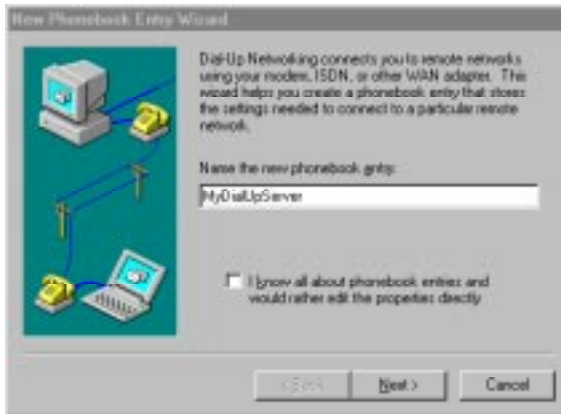 New Phonebook Entry Wizard
Dial-Up Networking connects you to remote networks
using your modem, ISDN, or other WAN adapter. This
wizard helps you create a phonebook entry that stores
the settings needed to connect to a particular remote
network.
Name the new phonebook entry:
MyDialUpServer
I know all about phonebook entries and
would rather edit the properties directly
< Back
Next >
Cancel